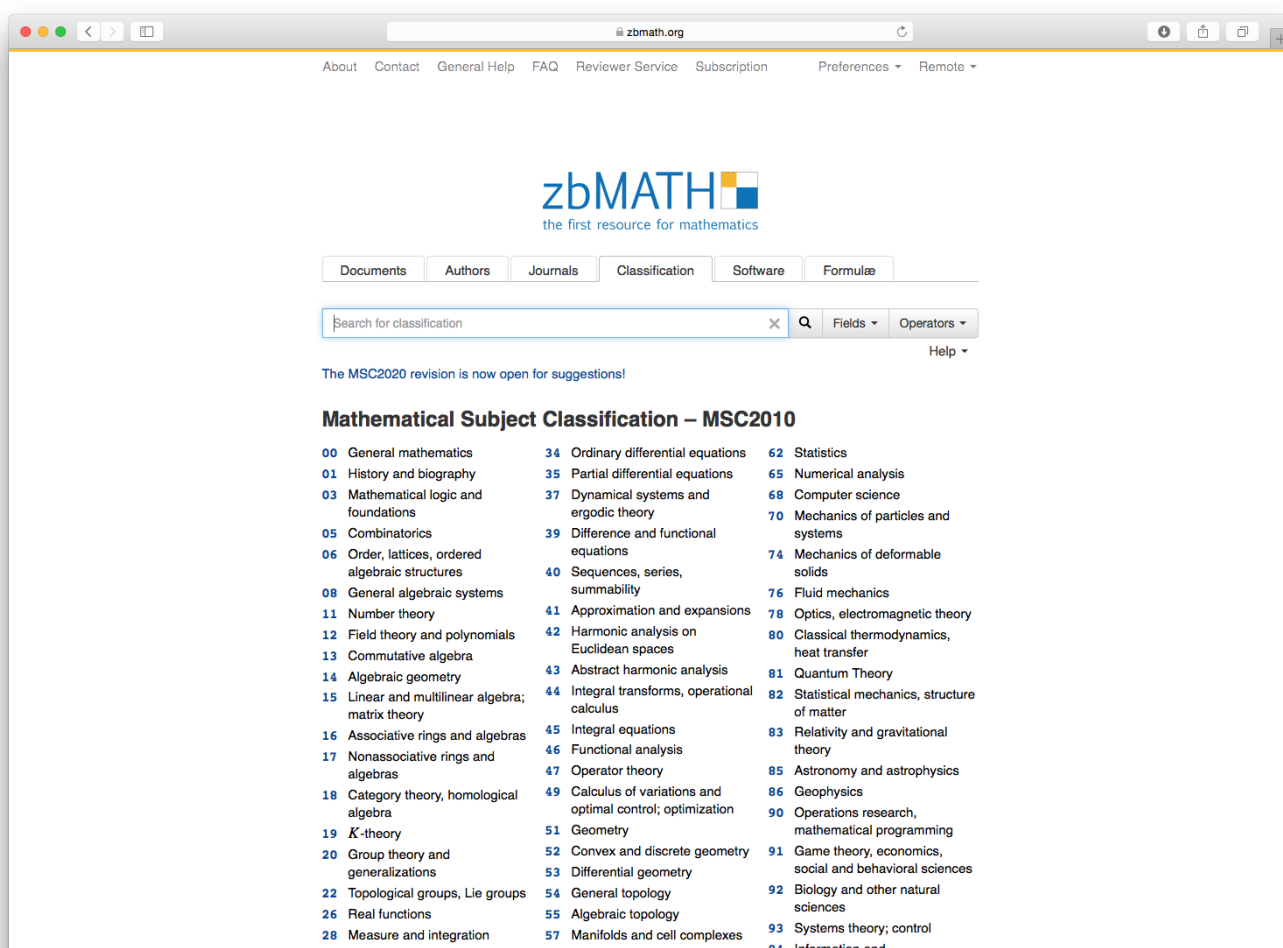 zbmath.org
About Contact General Help FAQ Reviewer Service Subscription Preferences Remote
zbMATH
the first resource for mathematics
Documents Authors Journals Classification Software Formulæ
Search for classification
Fields Operators
Help
The MSC2020 revision is now open for suggestions!
Mathematical Subject Classification – MSC2010
00 General mathematics
01 History and biography
03 Mathematical logic and
foundations
05 Combinatorics
06 Order, lattices, ordered
algebraic structures
08 General algebraic systems
11 Number theory
12 Field theory and polynomials
13 Commutative algebra
14 Algebraic geometry
15 Linear and multilinear algebra;
matrix theory
16 Associative rings and algebras
17 Nonassociative rings and
algebras
18 Category theory, homological
algebra
19 K-theory
20 Group theory and
generalizations
22 Topological groups, Lie groups
26 Real functions
28 Measure and integration
34 Ordinary differential equations
35 Partial differential equations
37 Dynamical systems and
ergodic theory
39 Difference and functional
equations
40 Sequences, series,
summability
41 Approximation and expansions
42 Harmonic analysis on
Euclidean spaces
43 Abstract harmonic analysis
44 Integral transforms, operational
calculus
45 Integral equations
46 Functional analysis
47 Operator theory
49 Calculus of variations and
optimal control; optimization
51 Geometry
52 Convex and discrete geometry
53 Differential geometry
54 General topology
55 Algebraic topology
57 Manifolds and cell complexes
62 Statistics
65 Numerical analysis
68 Computer science
70 Mechanics of particles and
systems
74 Mechanics of deformable
solids
76 Fluid mechanics
78 Optics, electromagnetic theory
80 Classical thermodynamics,
heat transfer
81 Quantum Theory
82 Statistical mechanics, structure
of matter
83 Relativity and gravitational
theory
85 Astronomy and astrophysics
86 Geophysics
90 Operations research,
mathematical programming
91 Game theory, economics,
social and behavioral sciences
92 Biology and other natural
sciences
93 Systems theory; control
94 Information and